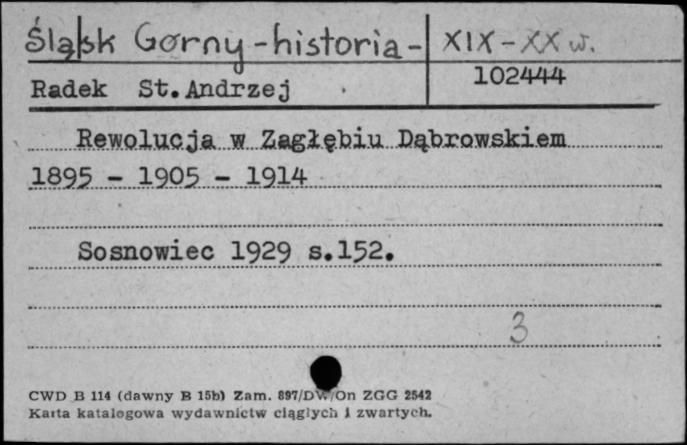 Śląsk Górny - historia - XIX - XX w.
102444
Radek St. Andrzej
Rewolucja w Zagłębiu Dąbrowskiem
1895 - 1905 - 1914
Sosnowiec 1929 s.152.
3
CWD B 114 (dawny B 15b) Zam. 897/DW/On ZGG 2542
Karta katalogowa wydawnictw ciągłych i zwartych.